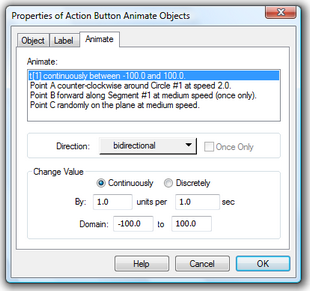 Properties of Action Button Animate Objects
Object Label Animate
Animate:
t[1] continuously between -100.0 and 100.0.
Point A counter-clockwise around Circle #1 at speed 2.0.
Point B forward along Segment #1 at medium speed (once only).
Point C randomly on the plane at medium speed.
Direction: bidirectional Once Only
Change Value
Continuously Discretely
By: 1.0 units per 1.0 sec
Domain: -100.0 to 100.0
Help Cancel OK